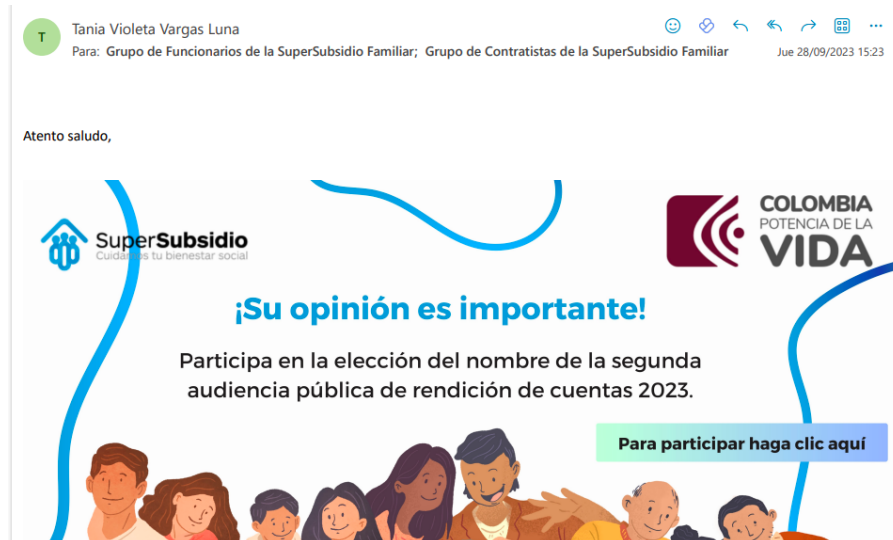 T
Tania Violeta Vargas Luna
Para: Grupo de Funcionarios de la SuperSubsidio Familiar; Grupo de Contratistas de la SuperSubsidio Familiar
Jue 28/09/2023 15:23
Atento saludo,
SuperSubsidio
Cuidamos tu bienestar social
COLOMBIA
POTENCIA DE LA
VIDA
¡Su opinión es importante!
Participa en la elección del nombre de la segunda
audiencia pública de rendición de cuentas 2023.
Para participar haga clic aquí